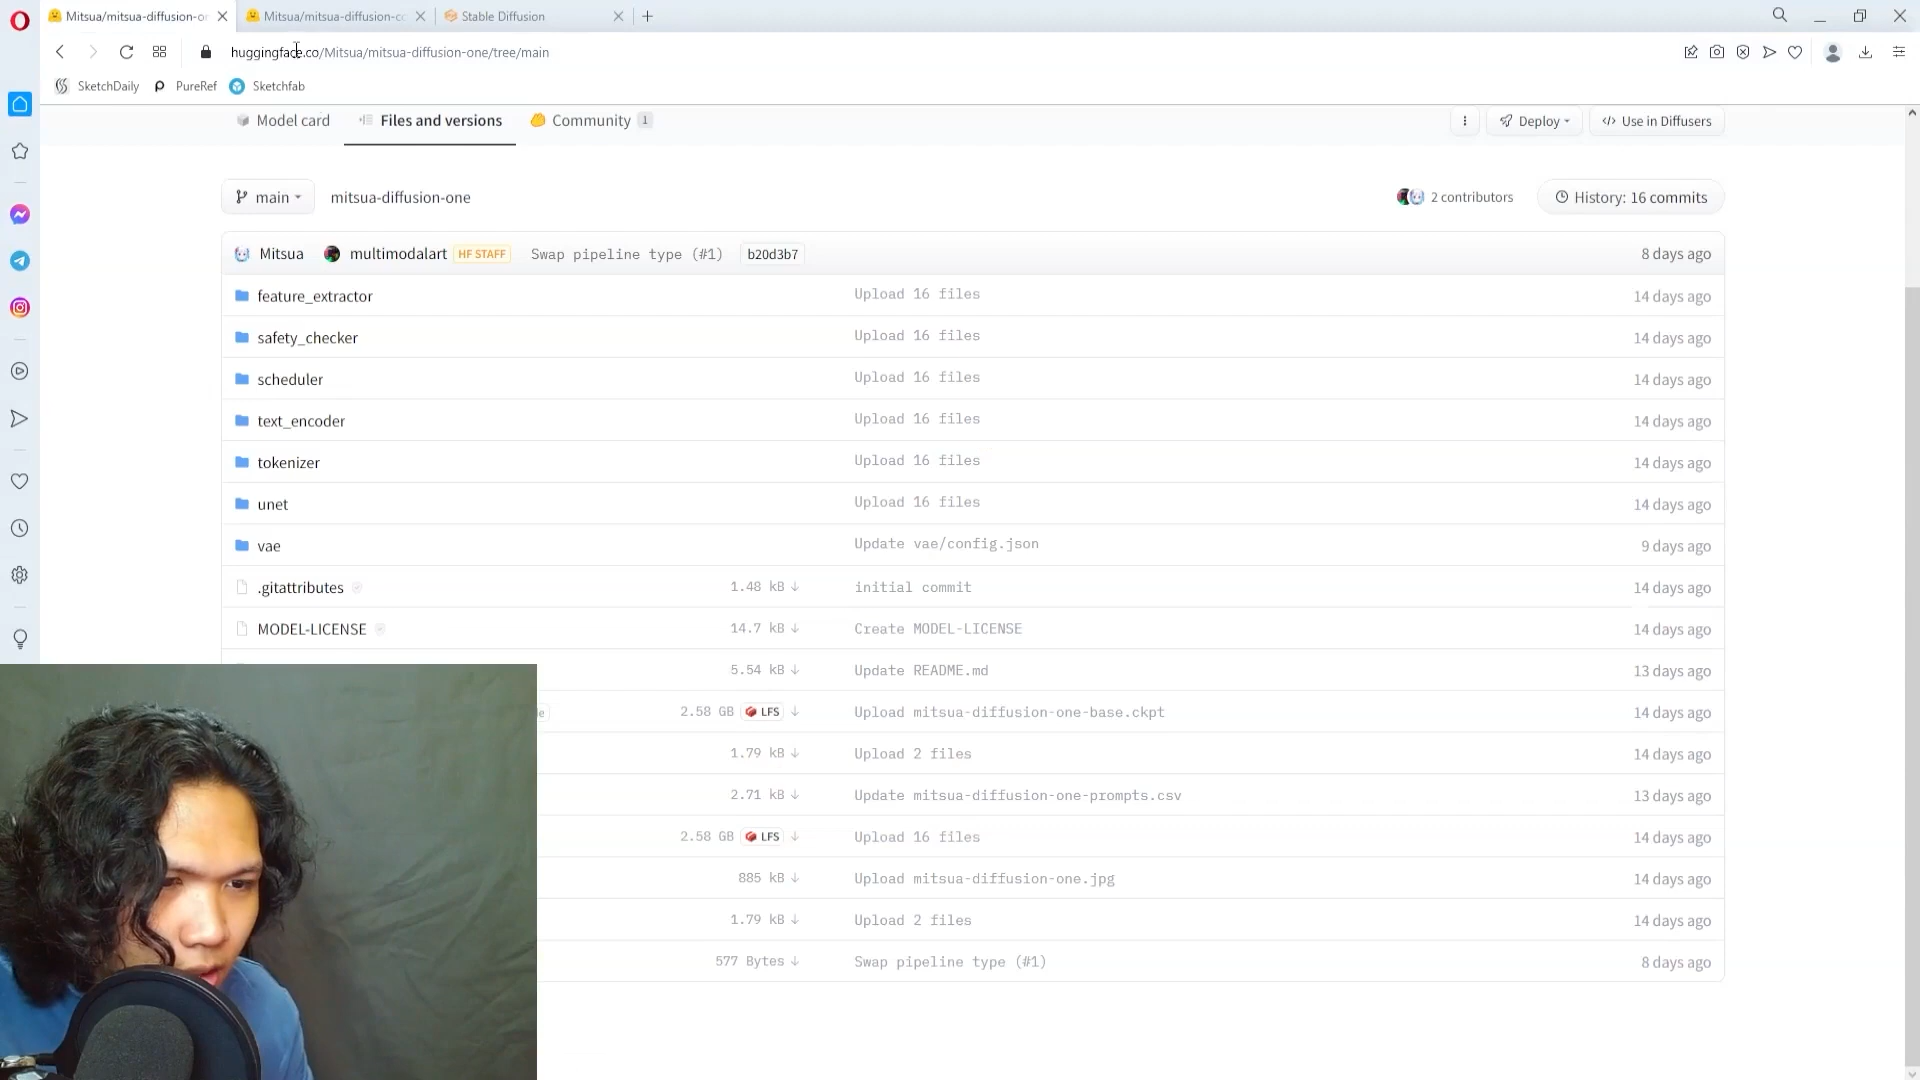 Mitsua/mitsua-diffusion-or
Mitsua/mitsua-diffusion-cc
Stable Diffusion
huggingface.co/Mitsua/mitsua-diffusion-one/tree/main
SketchDaily
PureRef
Sketchfab
Model card
Files and versions
Community 1
Deploy
Use in Diffusers
main
mitsua-diffusion-one
2 contributors
History: 16 commits
Mitsua multimodalart HF STAFF Swap pipeline type (#1) b20d3b7 8 days ago
feature_extractor Upload 16 files 14 days ago
safety_checker Upload 16 files 14 days ago
scheduler Upload 16 files 14 days ago
text_encoder Upload 16 files 14 days ago
tokenizer Upload 16 files 14 days ago
unet Upload 16 files 14 days ago
vae Update vae/config.json 9 days ago
.gitattributes 1.48 kB initial commit 14 days ago
MODEL-LICENSE 14.7 kB Create MODEL-LICENSE 14 days ago
5.54 kB Update README.md 13 days ago
2.58 GB LFS Upload mitsua-diffusion-one-base.ckpt 14 days ago
1.79 kB Upload 2 files 14 days ago
2.71 kB Update mitsua-diffusion-one-prompts.csv 13 days ago
2.58 GB LFS Upload 16 files 14 days ago
885 kB Upload mitsua-diffusion-one.jpg 14 days ago
1.79 kB Upload 2 files 14 days ago
577 Bytes Swap pipeline type (#1) 8 days ago